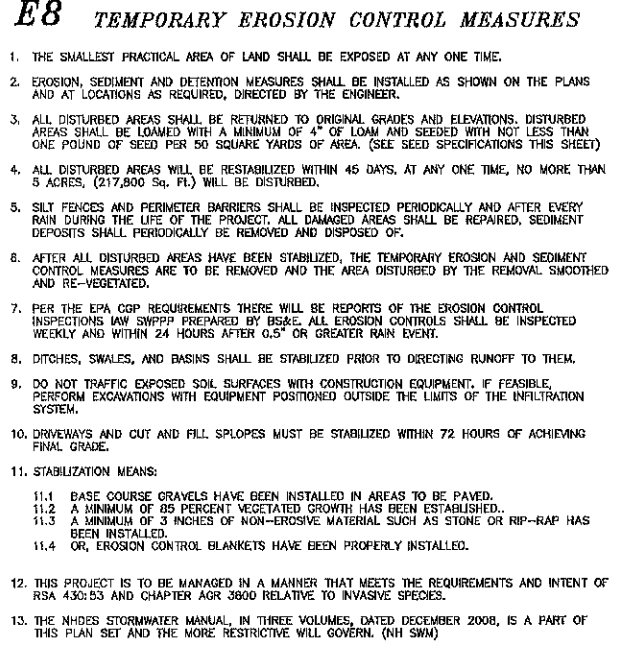 E8 TEMPORARY EROSION CONTROL MEASURES
1. THE SMALLEST PRACTICAL AREA OF LAND SHALL BE EXPOSED AT ANY ONE TIME.
2. EROSION, SEDIMENT AND DETENTION MEASURES SHALL BE INSTALLED AS SHOWN ON THE PLANS
AND AT LOCATIONS AS REQUIRED, DIRECTED BY THE ENGINEER.
3. ALL DISTURBED AREAS SHALL BE RETURNED TO ORIGINAL GRADES AND ELEVATIONS. DISTURBED
AREAS SHALL BE LOAMED WITH A MINIMUM OF 4" OF LOAM AND SEEDED WITH NOT LESS THAN
ONE POUND OF SEED PER 50 SQUARE YARDS OF AREA. (SEE SEED SPECIFICATIONS THIS SHEET)
4. ALL DISTURBED AREAS WILL BE RESTABILIZED WITHIN 45 DAYS. AT ANY ONE TIME, NO MORE THAN
5 ACRES, (217,800 Sq. Ft.) WILL BE DISTURBED.
5. SILT FENCES AND PERIMETER BARRIERS SHALL BE INSPECTED PERIODICALLY AND AFTER EVERY
RAIN DURING THE LIFE OF THE PROJECT. ALL DAMAGED AREAS SHALL BE REPAIRED, SEDIMENT
DEPOSITS SHALL PERIODICALLY BE REMOVED AND DISPOSED OF.
6. AFTER ALL DISTURBED AREAS HAVE BEEN STABILIZED, THE TEMPORARY EROSION AND SEDIMENT
CONTROL MEASURES ARE TO BE REMOVED AND THE AREA DISTURBED BY THE REMOVAL SMOOTHED
AND RE-VEGETATED.
7. PER THE EPA CGP REQUIREMENTS THERE WILL BE REPORTS OF THE EROSION CONTROL
INSPECTIONS IAW SWPPP PREPARED BY BS&E. ALL EROSION CONTROLS SHALL BE INSPECTED
WEEKLY AND WITHIN 24 HOURS AFTER 0.5" OR GREATER RAIN EVENT.
8. DITCHES, SWALES, AND BASINS SHALL BE STABILIZED PRIOR TO DIRECTING RUNOFF TO THEM.
9. DO NOT TRAFFIC EXPOSED SOIL SURFACES WITH CONSTRUCTION EQUIPMENT. IF FEASIBLE,
PERFORM EXCAVATIONS WITH EQUIPMENT POSITIONED OUTSIDE THE LIMITS OF THE INFILTRATION
SYSTEM.
10. DRIVEWAYS AND CUT AND FILL SPLOPES MUST BE STABILIZED WITHIN 72 HOURS OF ACHIEVING
FINAL GRADE.
11. STABILIZATION MEANS:
11.1 BASE COURSE GRAVELS HAVE BEEN INSTALLED IN AREAS TO BE PAVED.
11.2 A MINIMUM OF 85 PERCENT VEGETATED GROWTH HAS BEEN ESTABLISHED..
11.3 A MINIMUM OF 3 INCHES OF NON-EROSIVE MATERIAL SUCH AS STONE OR RIP-RAP HAS
BEEN INSTALLED.
11.4 OR, EROSION CONTROL BLANKETS HAVE BEEN PROPERLY INSTALLED.
12. THIS PROJECT IS TO BE MANAGED IN A MANNER THAT MEETS THE REQUIREMENTS AND INTENT OF
RSA 430:53 AND CHAPTER AGR 3800 RELATIVE TO INVASIVE SPECIES.
13. THE NHDES STORMWATER MANUAL, IN THREE VOLUMES, DATED DECEMBER 2008, IS A PART OF
THIS PLAN SET AND THE MORE RESTRICTIVE WILL GOVERN. (NH SWM)